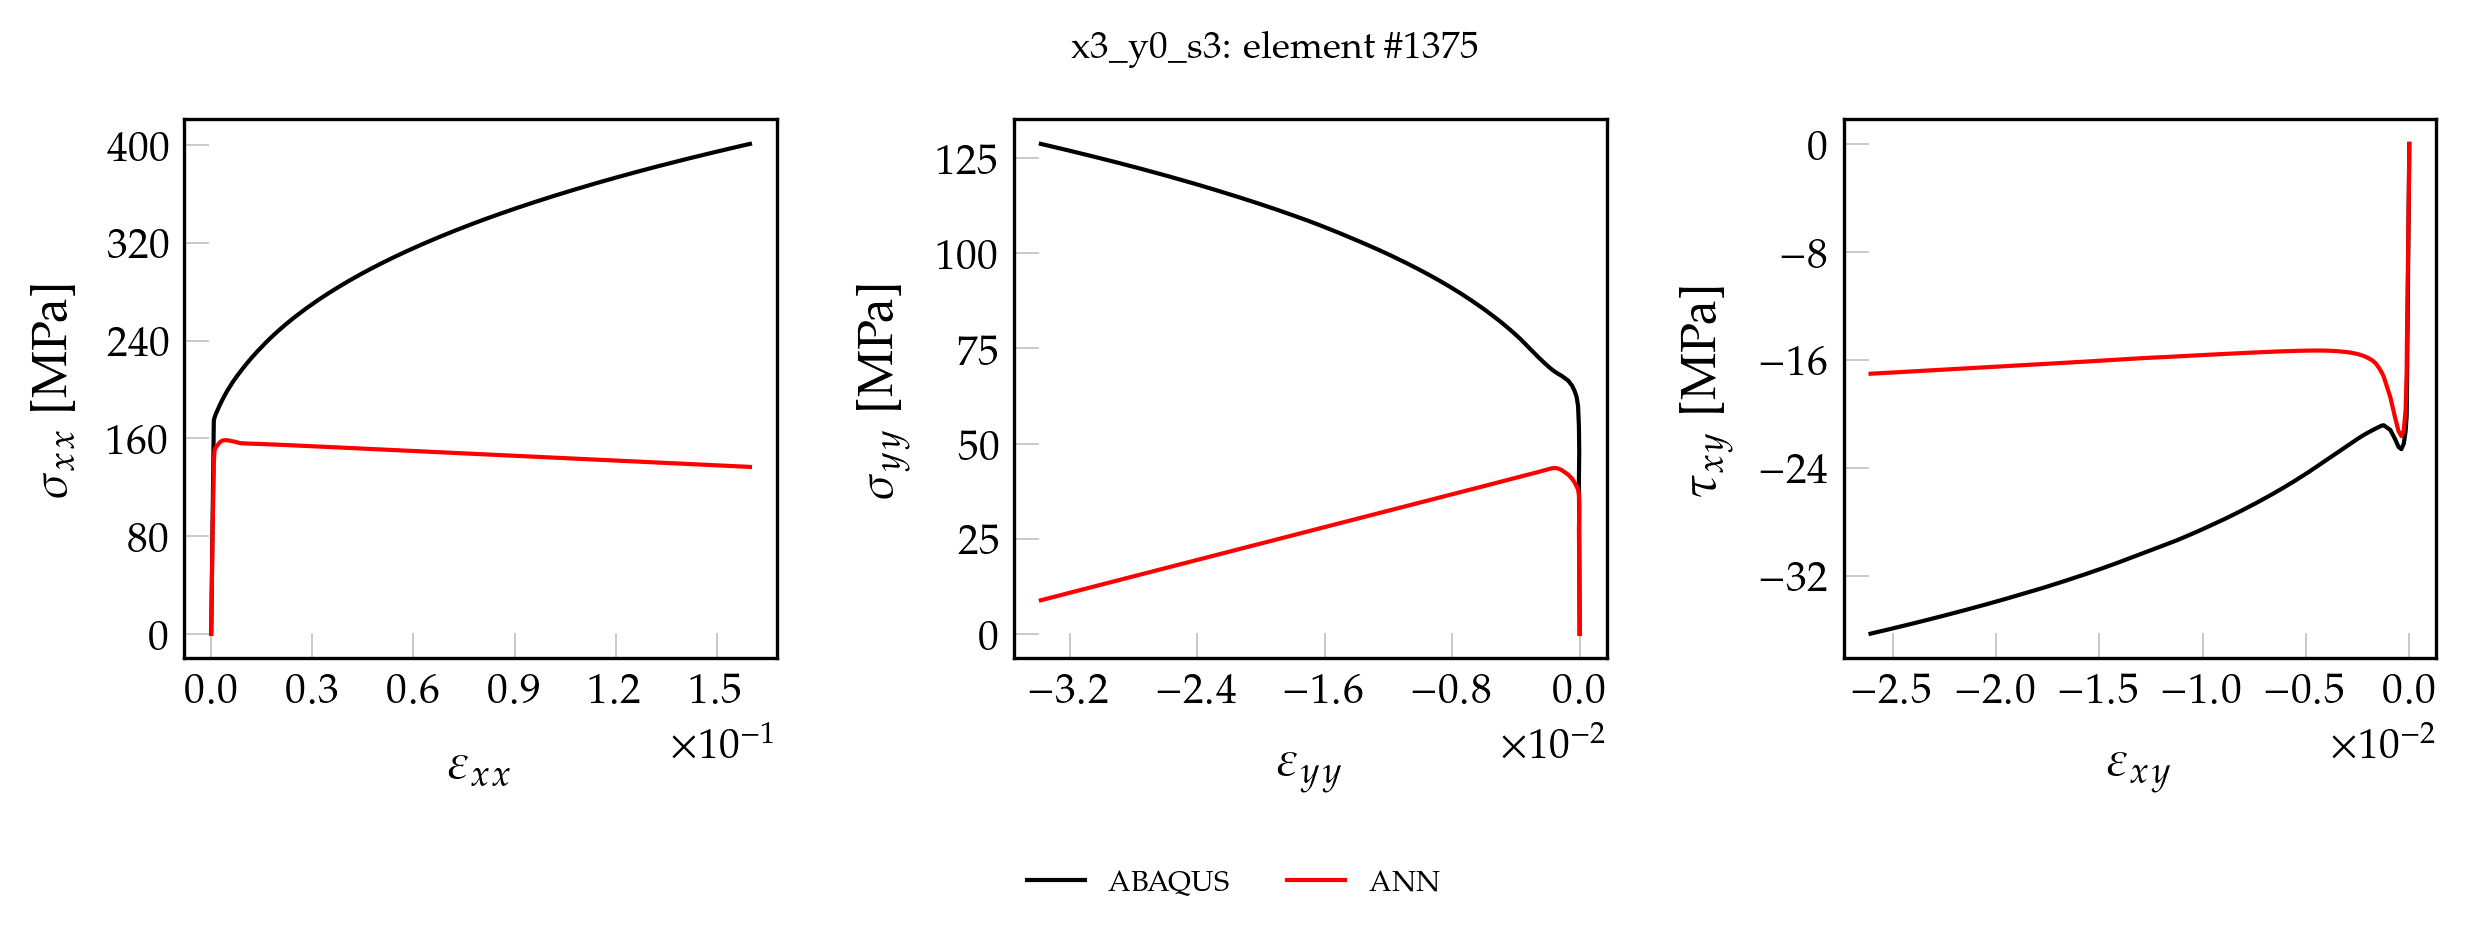 x3_y0_s3: element #1375
σxx [MPa]
400
320
240
160
80
0
0.0 0.3 0.6 0.9 1.2 1.5
×10−1
εxx
σyy [MPa]
125
100
75
50
25
0
−3.2 −2.4 −1.6 −0.8 0.0
×10−2
εyy
τxy [MPa]
0
−8
−16
−24
−32
−2.5 −2.0 −1.5 −1.0 −0.5 0.0
×10−2
εxy
ABAQUS ANN